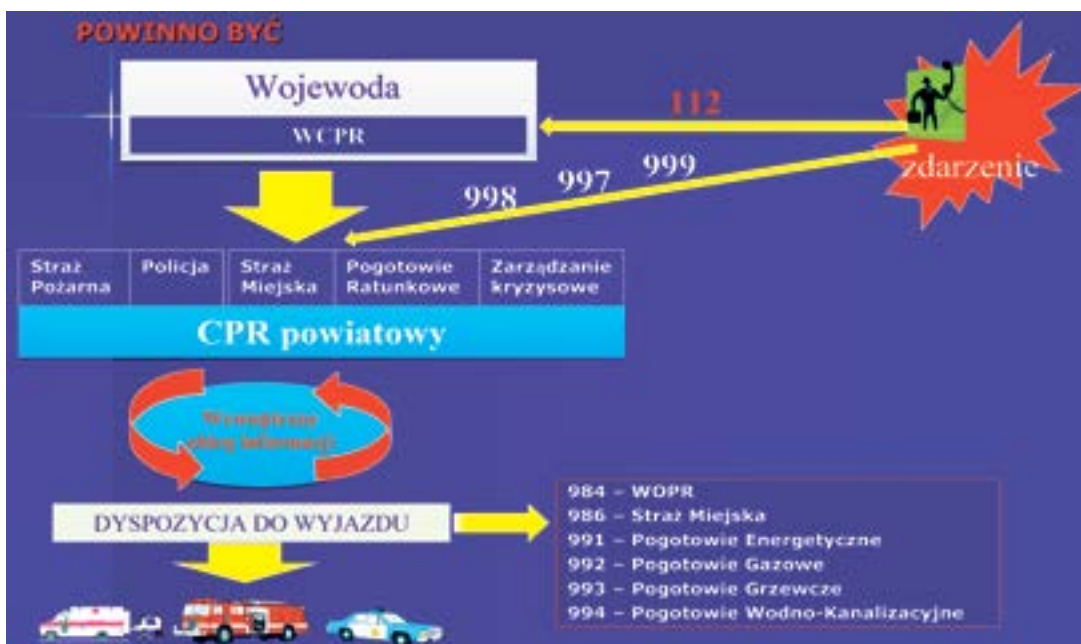 POWINNO BYĆ
Wojewoda
WCPR
112
999
997
998
zdarzenie
Straż
Pożarna
Policja
Straż
Miejska
Pogotowie
Ratunkowe
Zarządzanie
kryzysowe
CPR powiatowy
informacji
DYSPOZYCJA DO WYJAZDU
984 – WOPR
986 – Straż Miejska
991 – Pogotowie Energetyczne
992 – Pogotowie Gazowe
993 – Pogotowie Grzewcze
994 – Pogotowie Wodno-Kanalizacyjne